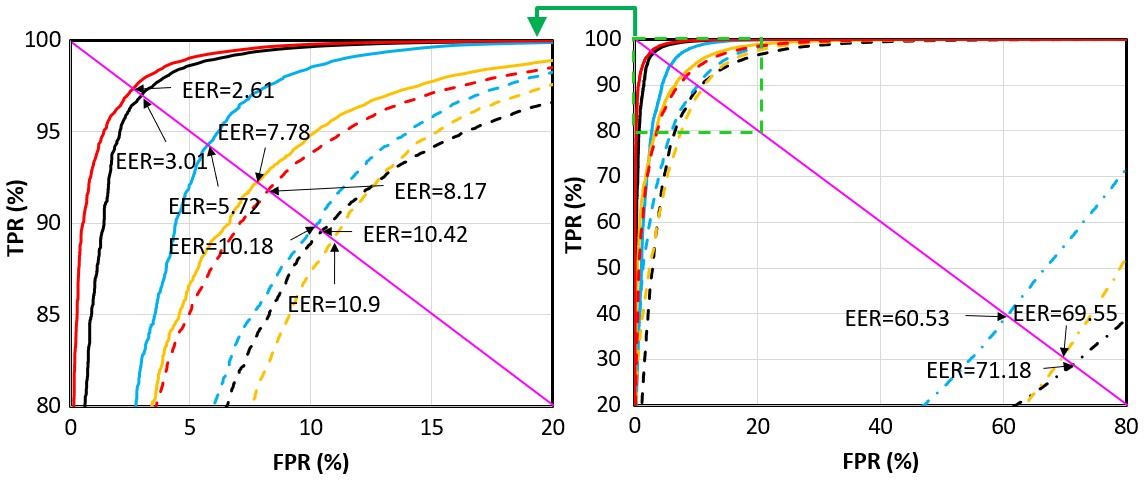 100
95
90
85
80
TPR (%)
EER=2.61
EER=7.78
EER=3.01
EER=5.72
EER=8.17
EER=10.18
EER=10.42
EER=10.9
0
5
10
15
20
FPR (%)
100
90
80
70
60
50
40
30
20
TPR (%)
EER=60.53
EER=69.55
EER=71.18
0
20
40
60
80
FPR (%)